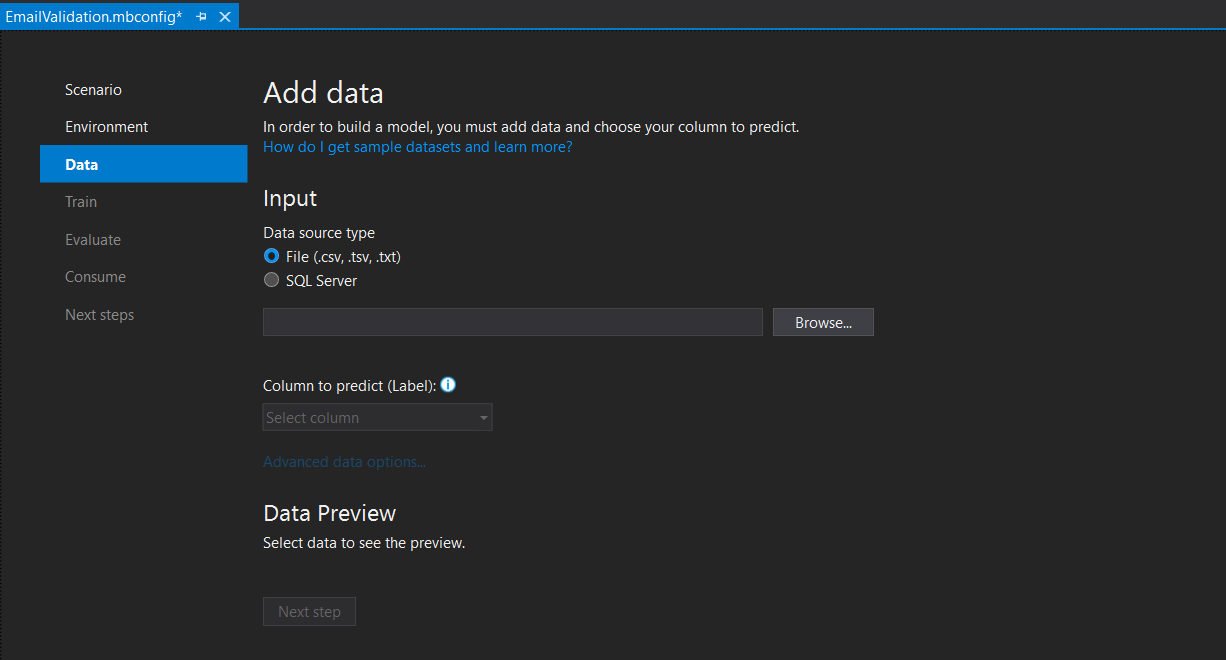 EmailValidation.mbconfig*
Scenario
Environment
Data
Train
Evaluate
Consume
Next steps
Add data
In order to build a model, you must add data and choose your column to predict.
How do I get sample datasets and learn more?
Input
Data source type
File (.csv, .tsv, .txt)
SQL Server
Browse...
Column to predict (Label):
Select column
Advanced data options...
Data Preview
Select data to see the preview.
Next step